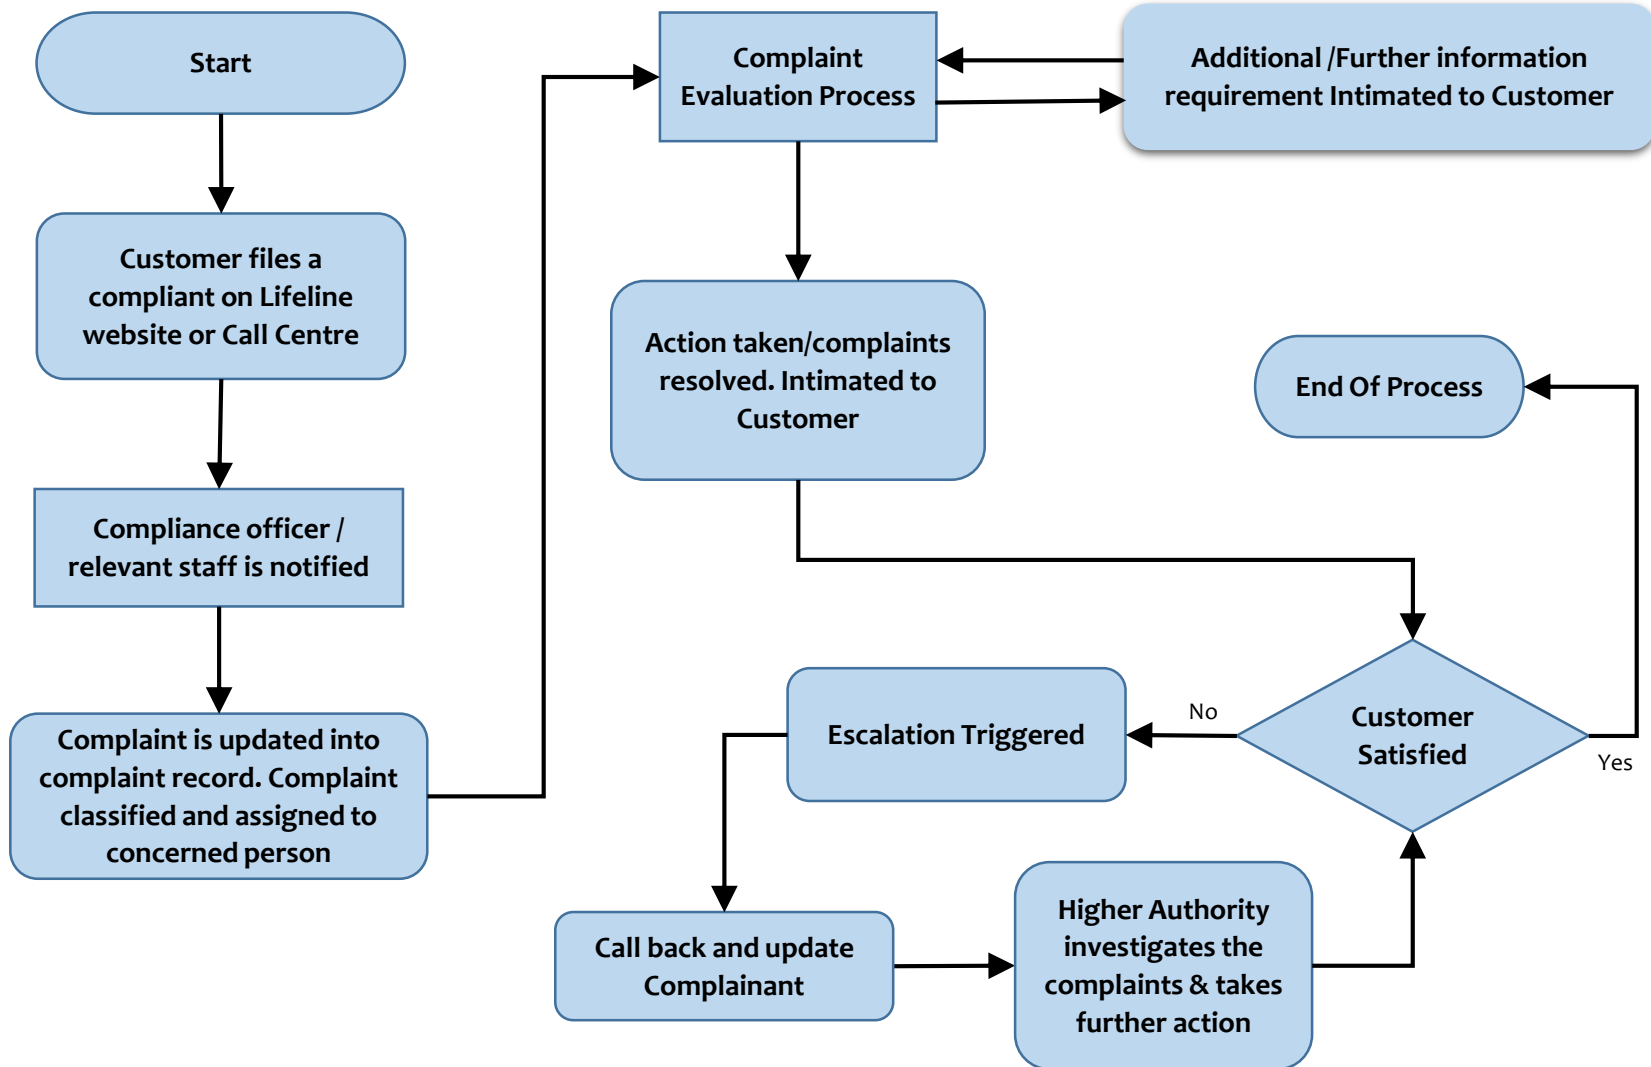 Start
Customer files a
compliant on Lifeline
website or Call Centre
Compliance officer /
relevant staff is notified
Complaint is updated into
complaint record. Complaint
classified and assigned to
concerned person
Complaint
Evaluation Process
Additional /Further information
requirement Intimated to Customer
Action taken/complaints
resolved. Intimated to
Customer
End Of Process
Customer
Satisfied
Yes
No
Escalation Triggered
Call back and update
Complainant
Higher Authority
investigates the
complaints & takes
further action